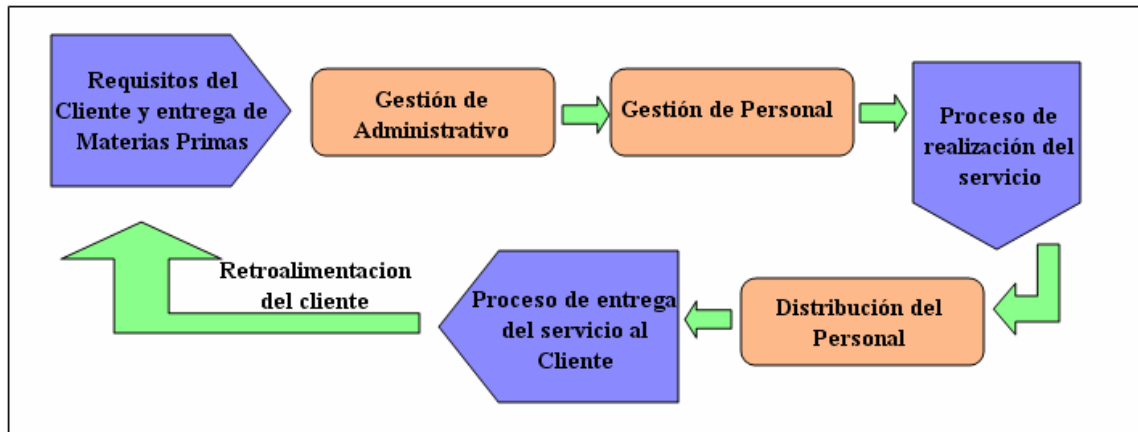 Requisitos del
Cliente y entrega de
Materias Primas
Gestión de
Administrativo
Gestión de Personal
Proceso de
realización del
servicio
Distribución del
Personal
Proceso de entrega
del servicio al
Cliente
Retroalimentacion
del cliente